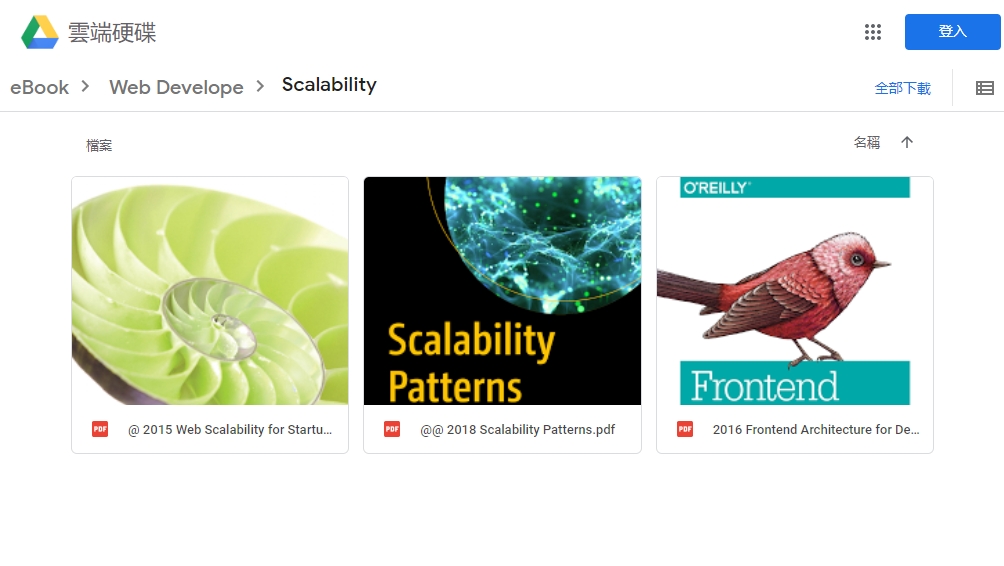 雲端硬碟
登入
eBook
Web Develope
Scalability
全部下載
檔案
名稱
Scalability
Patterns
O'REILLY®
Frontend
PDF
@ 2015 Web Scalability for Startu...
PDF
@@ 2018 Scalability Patterns.pdf
PDF
2016 Frontend Architecture for De...